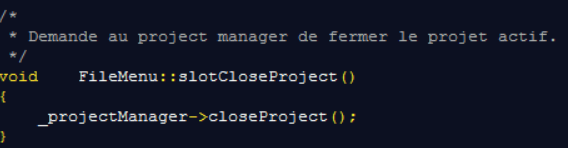 /*
 * Demande au project manager de fermer le projet actif.
 */
void    FileMenu::slotCloseProject()
{
    _projectManager->closeProject();
}